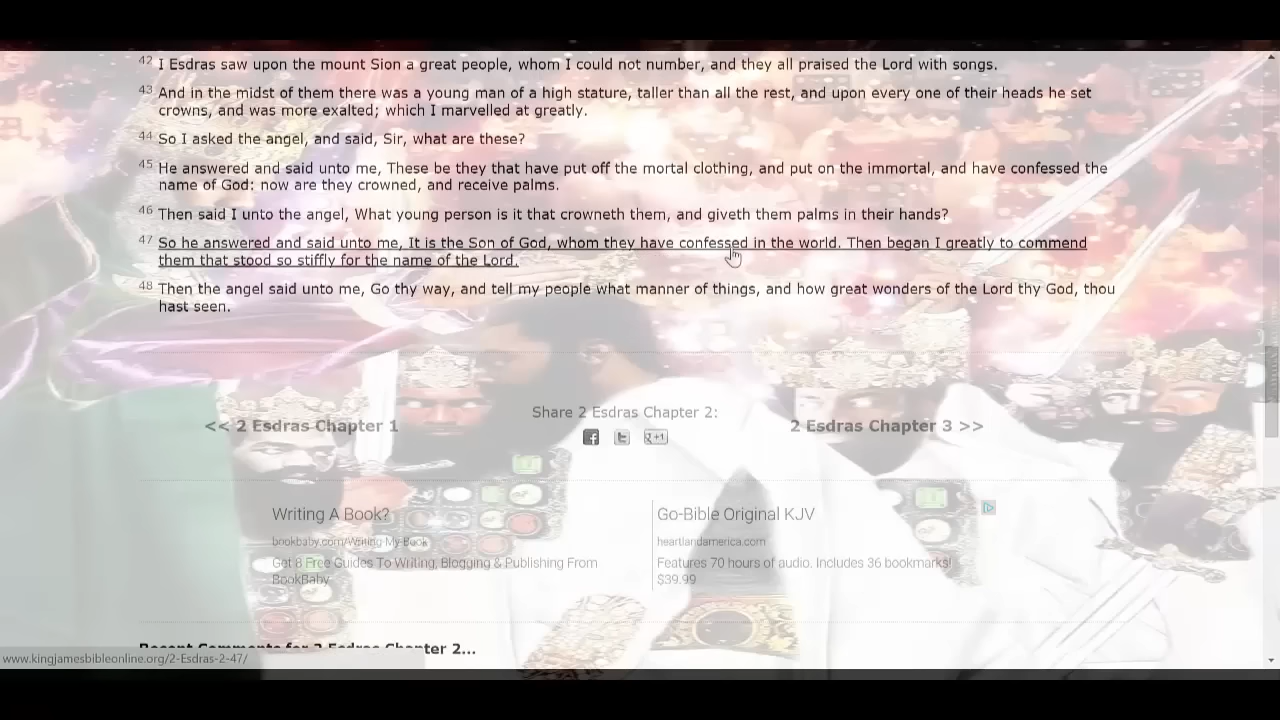 42 I Esdras saw upon the mount Sion a great people, whom I could not number, and they all praised the Lord with songs.
43 And in the midst of them there was a young man of a high stature, taller than all the rest, and upon every one of their heads he set
crowns, and was more exalted; which I marvelled at greatly.
44 So I asked the angel, and said, Sir, what are these?
45 He answered and said unto me, These be they that have put off the mortal clothing, and put on the immortal, and have confessed the
name of God: now are they crowned, and receive palms.
46 Then said I unto the angel, What young person is it that crowneth them, and giveth them palms in their hands?
47 So he answered and said unto me, It is the Son of God, whom they have confessed in the world. Then began I greatly to commend
them that stood so stiffly for the name of the Lord.
48 Then the angel said unto me, Go thy way, and tell my people what manner of things, and how great wonders of the Lord thy God, thou
hast seen.
Share 2 Esdras Chapter 2:
<< 2 Esdras Chapter 1
2 Esdras Chapter 3 >>
f t g+1
Writing A Book?
bookbaby.com/Writing-My-Book
Get 8 Free Guides To Writing, Blogging & Publishing From
BookBaby
Go-Bible Original KJV
heartlandamerica.com
Features 70 hours of audio. Includes 36 bookmarks!
$39.99
Recent Comments for 2 Esdras Chapter 2...
www.kingjamesbibleonline.org/2-Esdras-2-47/